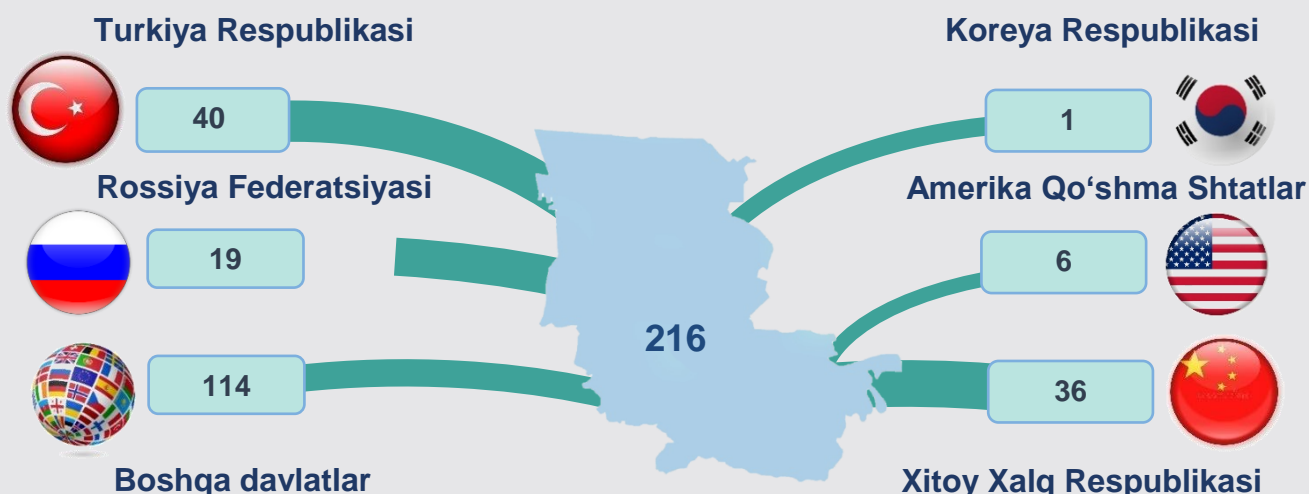 Turkiya Respublikasi
40
Rossiya Federatsiyasi
19
114
Boshqa davlatlar
216
Koreya Respublikasi
1
Amerika Qo‘shma Shtatlar
6
36
Xitoy Xalq Respublikasi